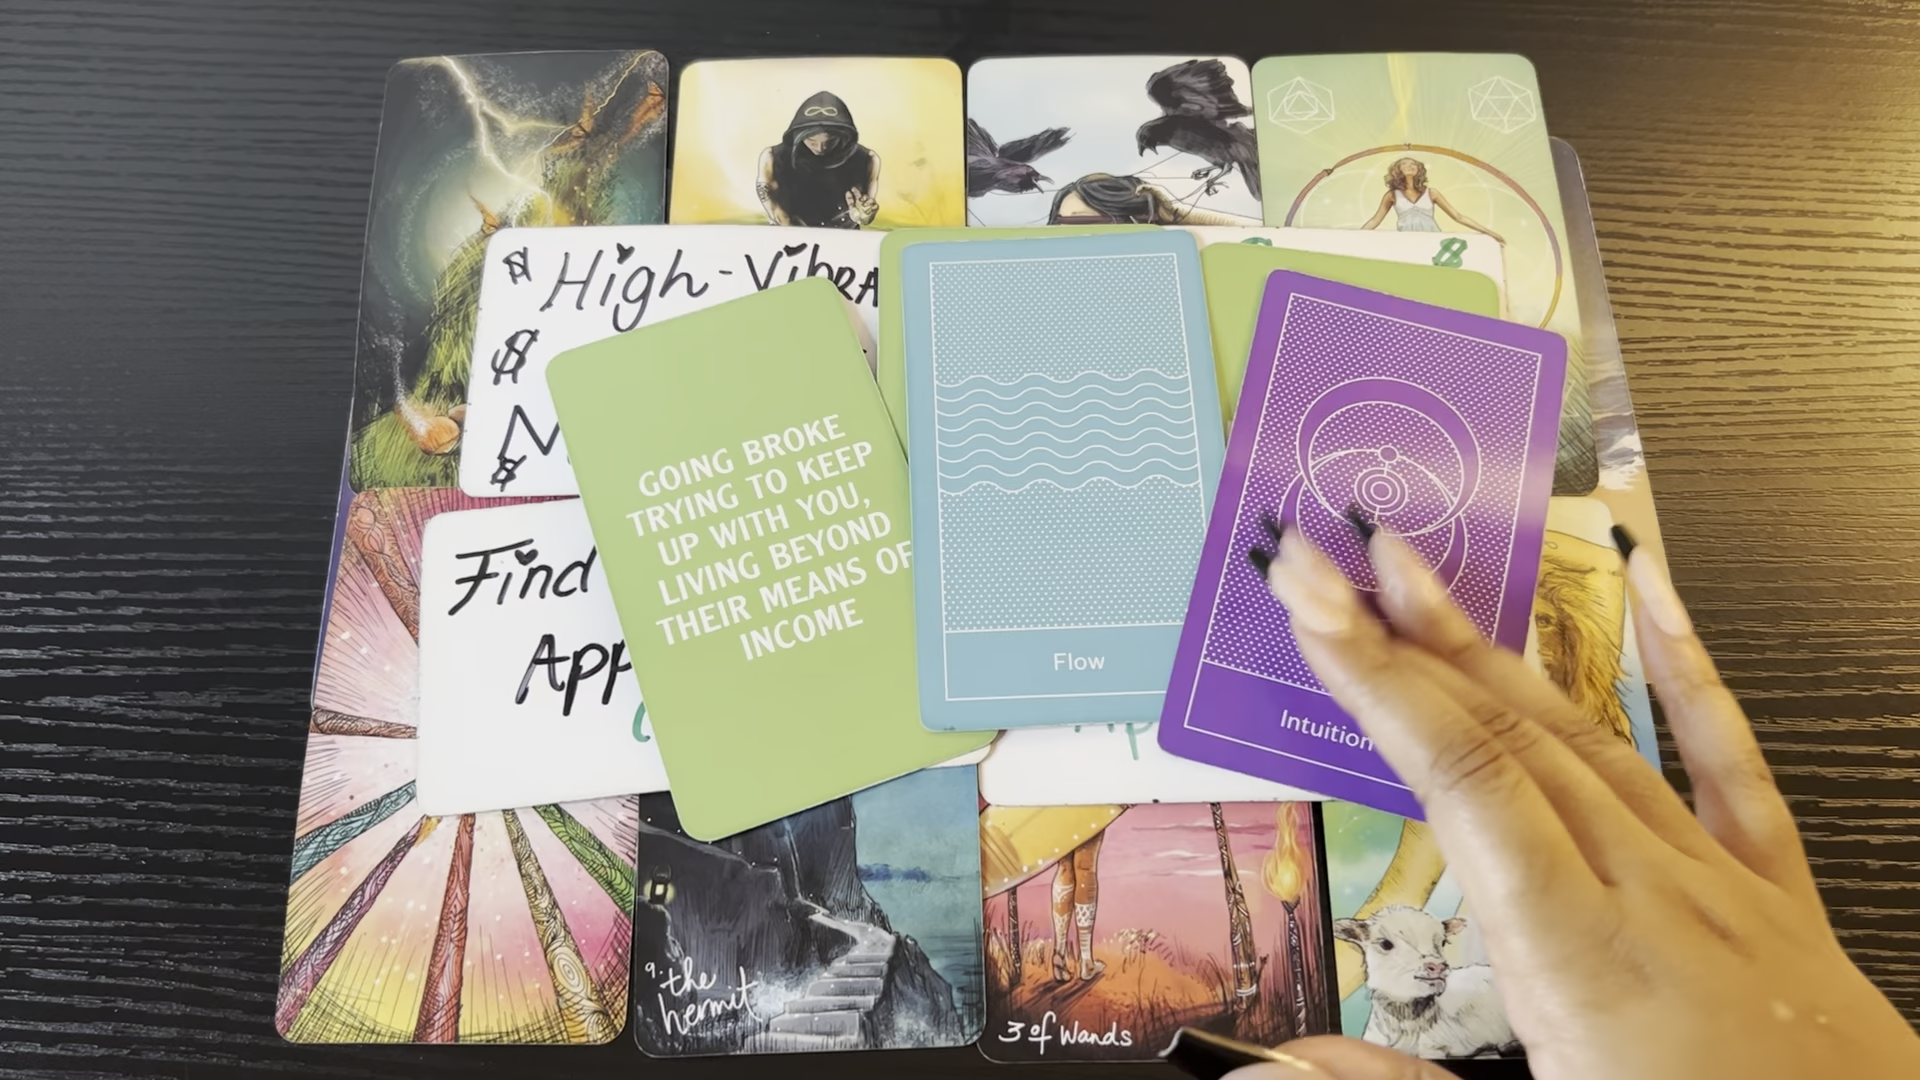 High-Vibra
$
N
$
Find
App
GOING BROKE
TRYING TO KEEP
UP WITH YOU,
LIVING BEYOND
THEIR MEANS OF
INCOME
Flow
Intuition
9. the
hermit
3 of Wands